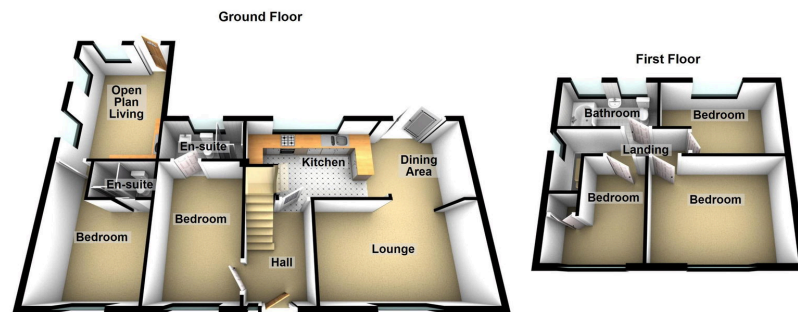 Ground Floor
First Floor
Open
Plan
Living
En-suite
En-suite
Kitchen
Dining
Area
Bedroom
Bedroom
Hall
Lounge
Bathroom
Bedroom
Landing
Bedroom
Bedroom